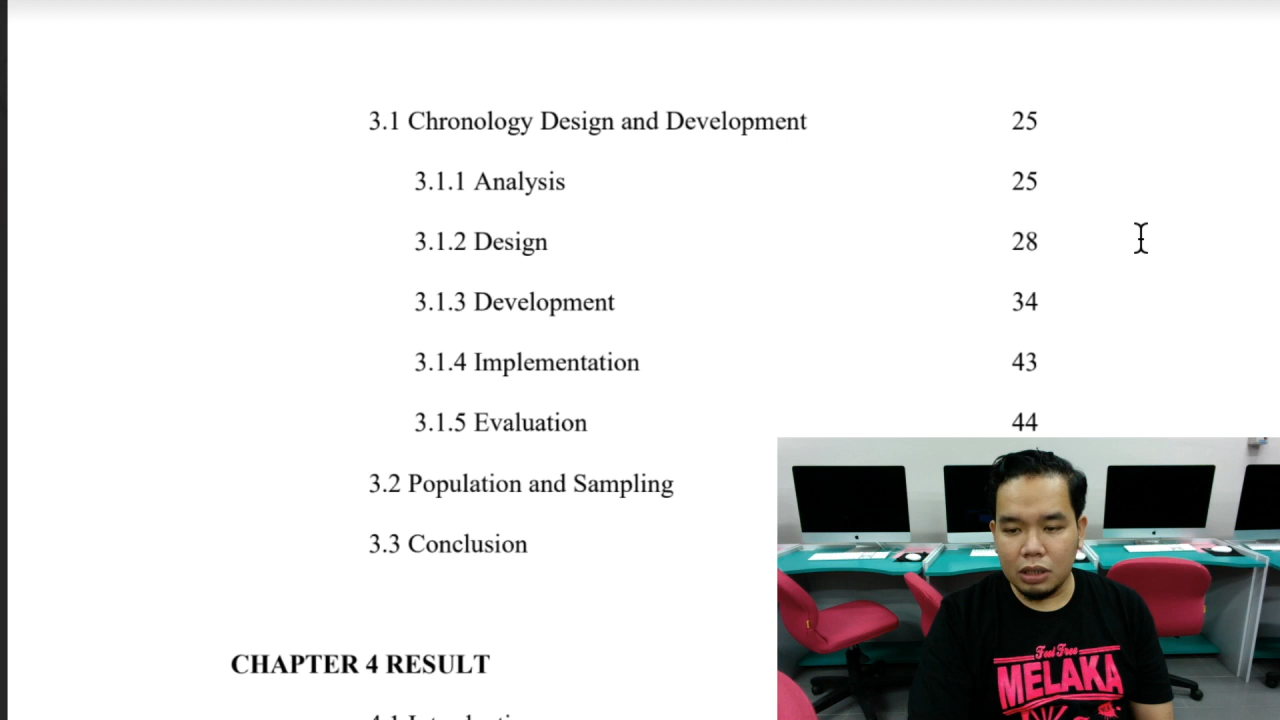 3.1 Chronology Design and Development 25
3.1.1 Analysis 25
3.1.2 Design 28
3.1.3 Development 34
3.1.4 Implementation 43
3.1.5 Evaluation 44
3.2 Population and Sampling
3.3 Conclusion
CHAPTER 4 RESULT
Feel Free
MELAKA